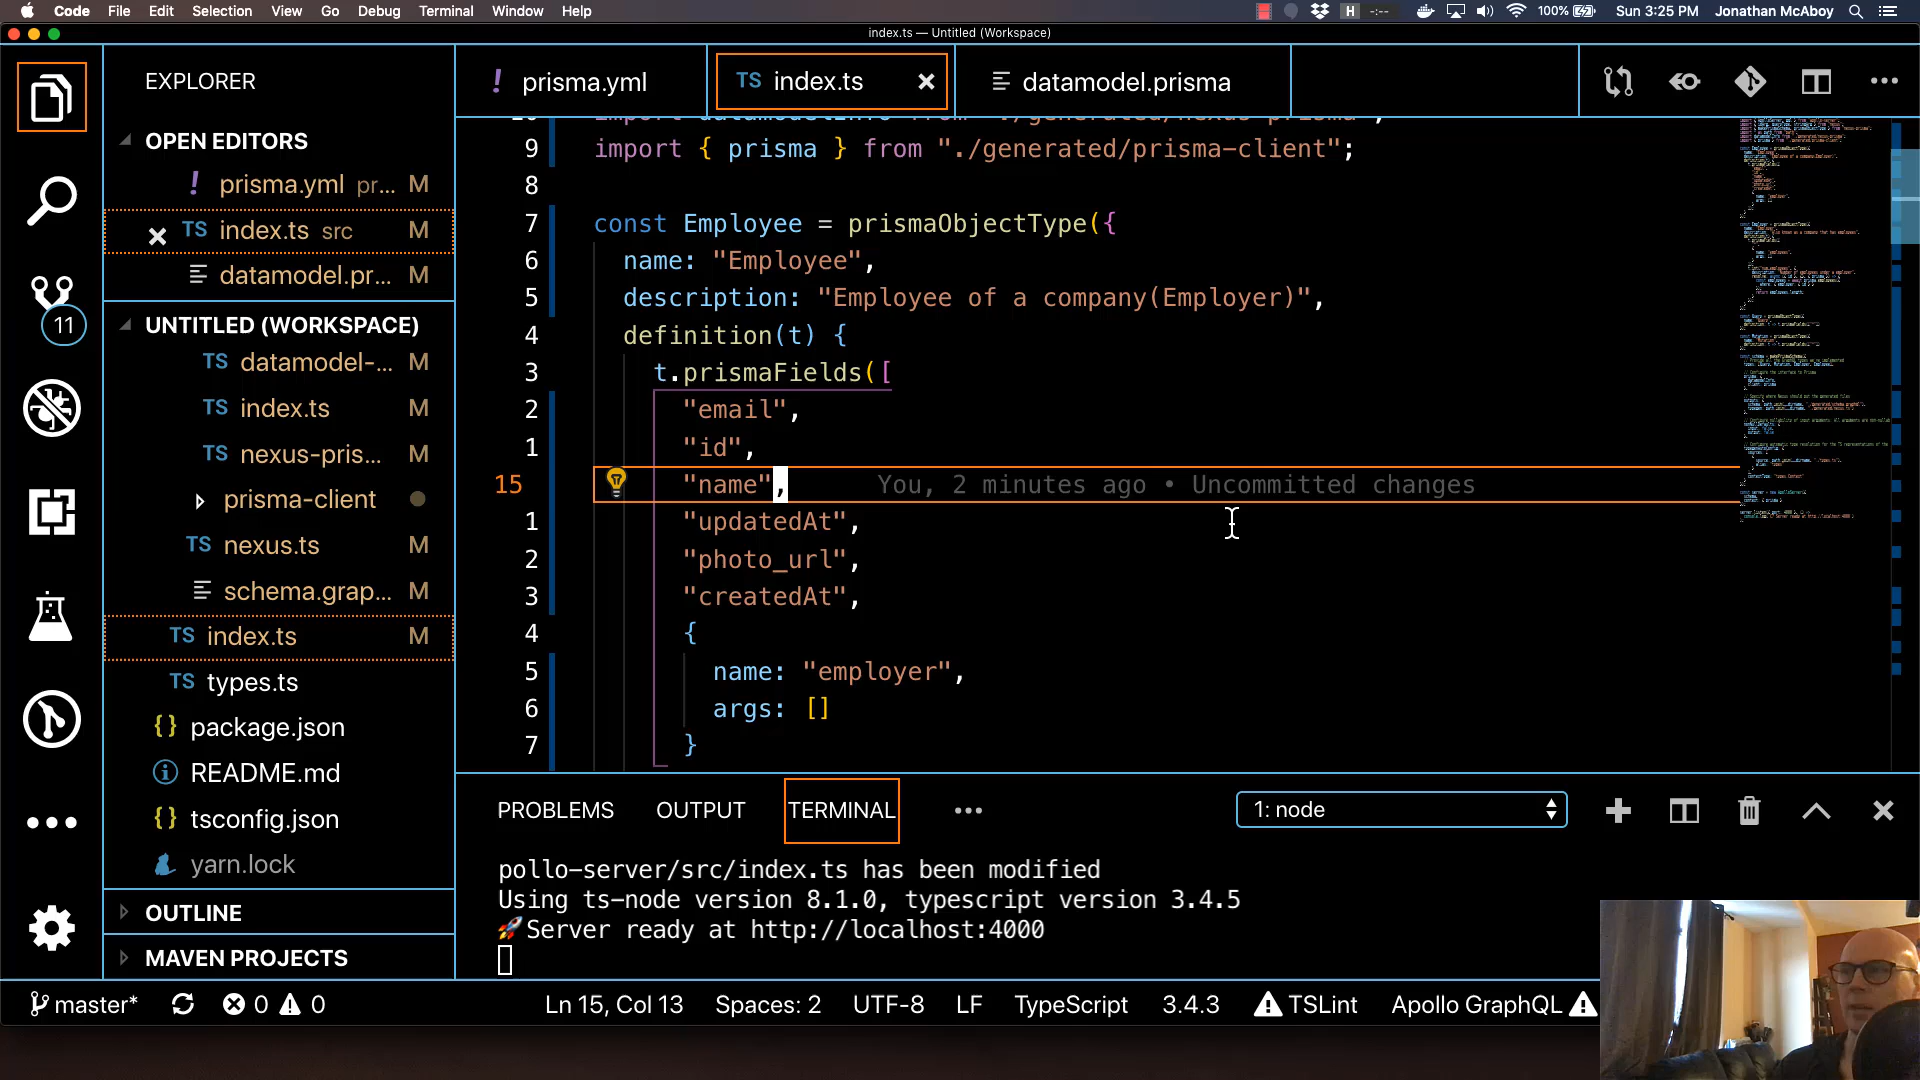 Code File Edit Selection View Go Debug Terminal Window Help
H --:-- 100% Sun 3:25 PM Jonathan McAboy
index.ts — Untitled (Workspace)
EXPLORER
OPEN EDITORS
! prisma.yml pr... M
TS index.ts src M
datamodel.pr... M
UNTITLED (WORKSPACE)
TS datamodel-... M
TS index.ts M
TS nexus-pris... M
prisma-client
TS nexus.ts M
schema.grap... M
TS index.ts M
TS types.ts
{} package.json
README.md
{} tsconfig.json
yarn.lock
OUTLINE
MAVEN PROJECTS
11
! prisma.yml
TS index.ts
datamodel.prisma
9 import { prisma } from "./generated/prisma-client";
8
7 const Employee = prismaObjectType({
6 name: "Employee",
5 description: "Employee of a company(Employer)",
4 definition(t) {
3 t.prismaFields([
2 "email",
1 "id",
15 "name", You, 2 minutes ago • Uncommitted changes
1 "updatedAt",
2 "photo_url",
3 "createdAt",
4 {
5 name: "employer",
6 args: []
7 }
PROBLEMS OUTPUT TERMINAL ... 1: node
pollo-server/src/index.ts has been modified
Using ts-node version 8.1.0, typescript version 3.4.5
🚀Server ready at http://localhost:4000
master* 0 0 Ln 15, Col 13 Spaces: 2 UTF-8 LF TypeScript 3.4.3 TSLint Apollo GraphQL